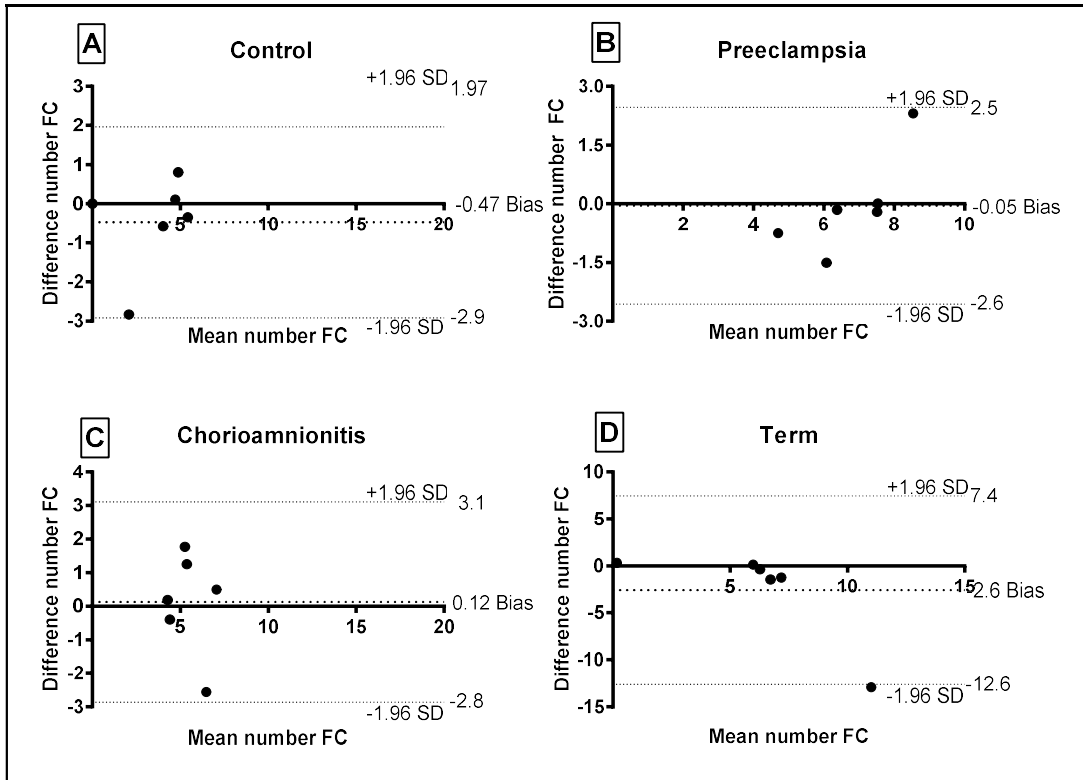 A
Control
Difference number FC
3
2
1
0
-1
-2
-3
5
10
15
20
+1.96 SD
1.97
-0.47 Bias
-2.9
-1.96 SD
Mean number FC
B
Preeclampsia
Difference number FC
3.0
1.5
0.0
-1.5
-3.0
2
4
6
8
10
+1.96 SD
2.5
-0.05 Bias
-2.6
-1.96 SD
Mean number FC
C
Chorioamnionitis
Difference number FC
4
3
2
1
0
-1
-2
-3
5
10
15
20
+1.96 SD
3.1
0.12 Bias
-2.8
-1.96 SD
Mean number FC
D
Term
Difference number FC
10
5
0
-5
-10
-15
5
10
15
+1.96 SD
7.4
-2.6 Bias
-12.6
-1.96 SD
Mean number FC